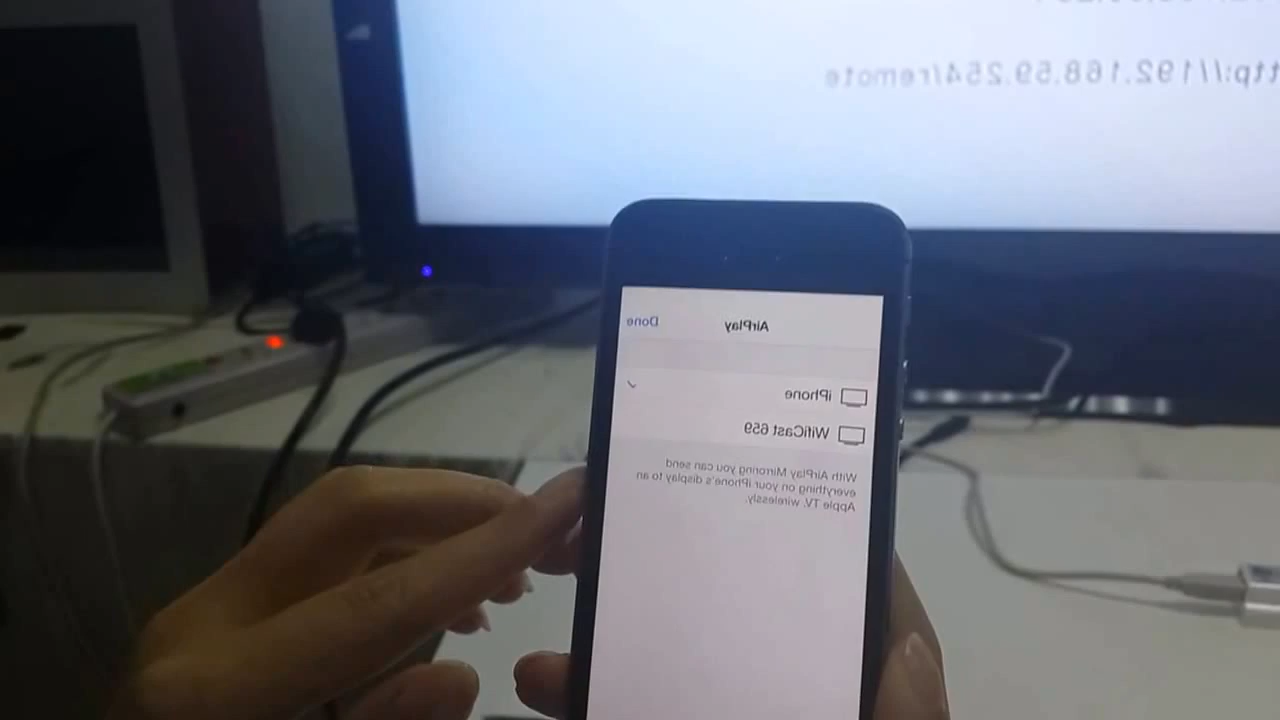 http://192.168.59.254/remote
AirPlay
Done
iPhone
WifiCast 659
With AirPlay Mirroring you can send
everything on your iPhone's display to an
Apple TV, wirelessly.